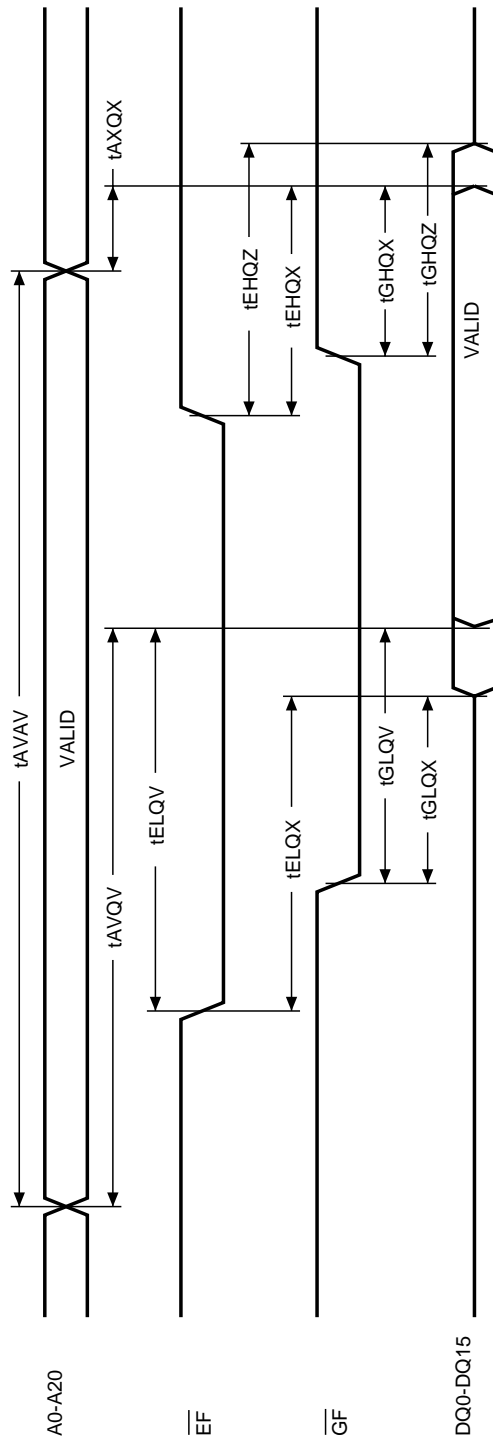 tAVAV
A0-A20
VALID
tAVQV
tAXQX
tELQV
EF
tEHQZ
tELQX
tEHQX
GF
tGLQV
tGHQX
tGLQX
tGHQZ
DQ0-DQ15
VALID